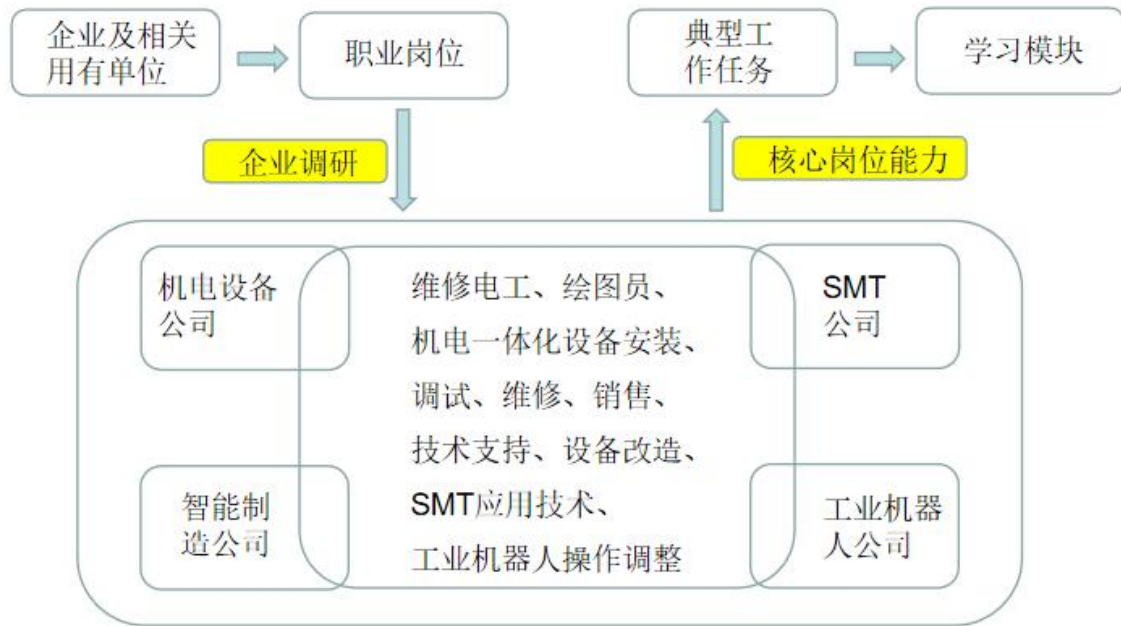 企业及相关
用有单位
职业岗位
典型工
作任务
学习模块
企业调研
核心岗位能力
机电设备
公司
维修电工、绘图员、
机电一体化设备安装、
调试、维修、销售、
技术支持、设备改造、
SMT应用技术、
工业机器人操作调整
SMT
公司
智能制
造公司
工业机器
人公司